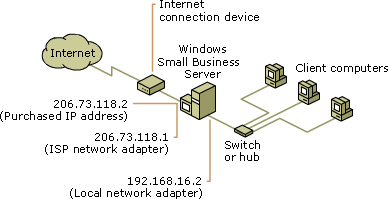 Internet
connection device
Internet
Windows
Small Business
Server
Client computers
206.73.118.2
(Purchased IP address)
206.73.118.1
(ISP network adapter)
Switch
or hub
192.168.16.2
(Local network adapter)